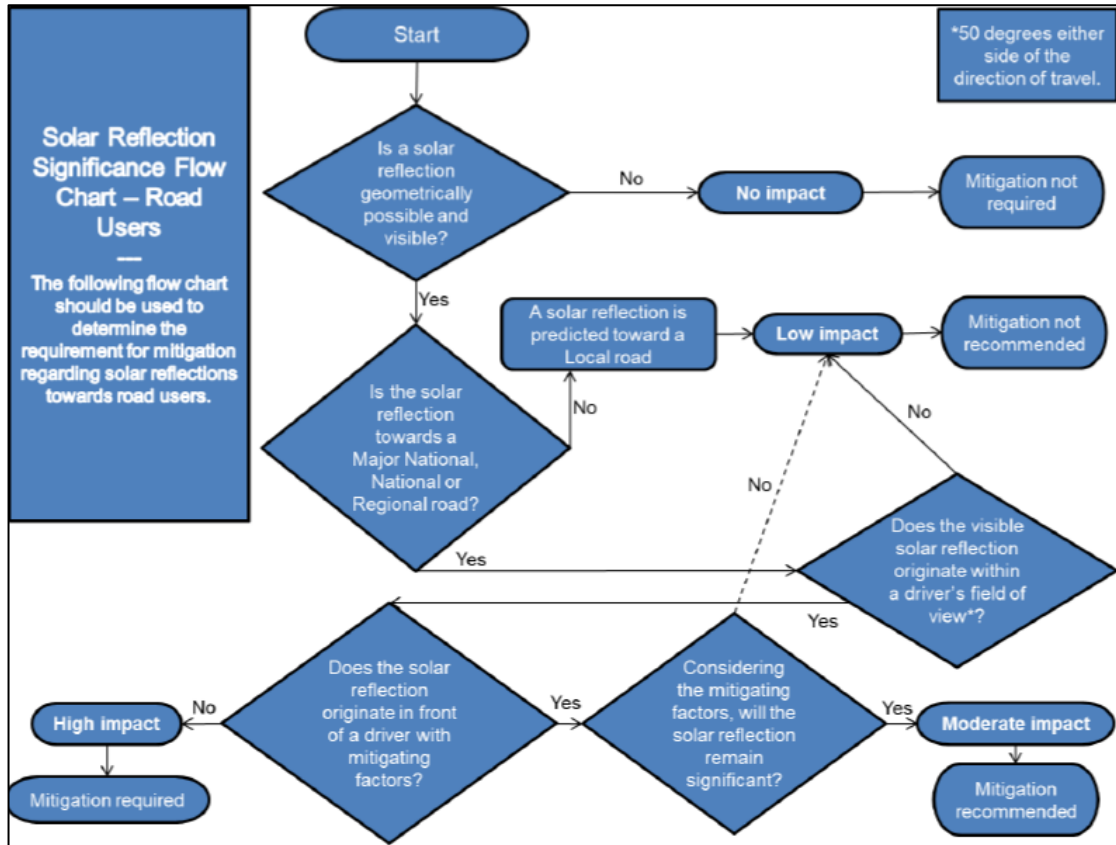 Solar Reflection
Significance Flow
Chart – Road
Users
---
The following flow chart
should be used to
determine the
requirement for mitigation
regarding solar reflections
towards road users.
Start
*50 degrees either
side of the
direction of travel.
Is a solar
reflection
geometrically
possible and
visible?
No
No impact
Mitigation not
required
Yes
A solar reflection is
predicted toward a
Local road
Low impact
Mitigation not
recommended
Is the solar
reflection
towards a
Major National,
National or
Regional road?
No
No
No
Yes
Does the visible
solar reflection
originate within
a driver's field of
view*?
Yes
Does the solar
reflection
originate in front
of a driver with
mitigating
factors?
No
High impact
Mitigation required
Yes
Considering
the mitigating
factors, will the
solar reflection
remain
significant?
Yes
Moderate impact
Mitigation
recommended